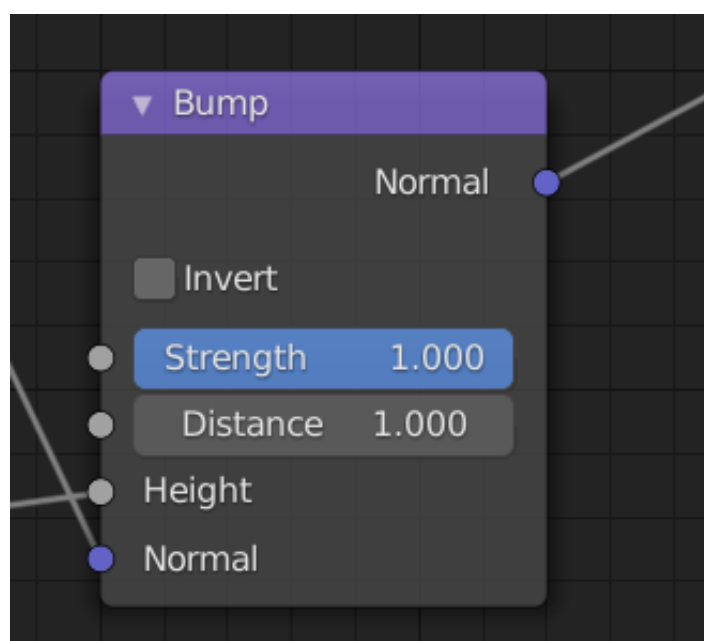 Bump
Normal
Invert
Strength 1.000
Distance 1.000
Height
Normal